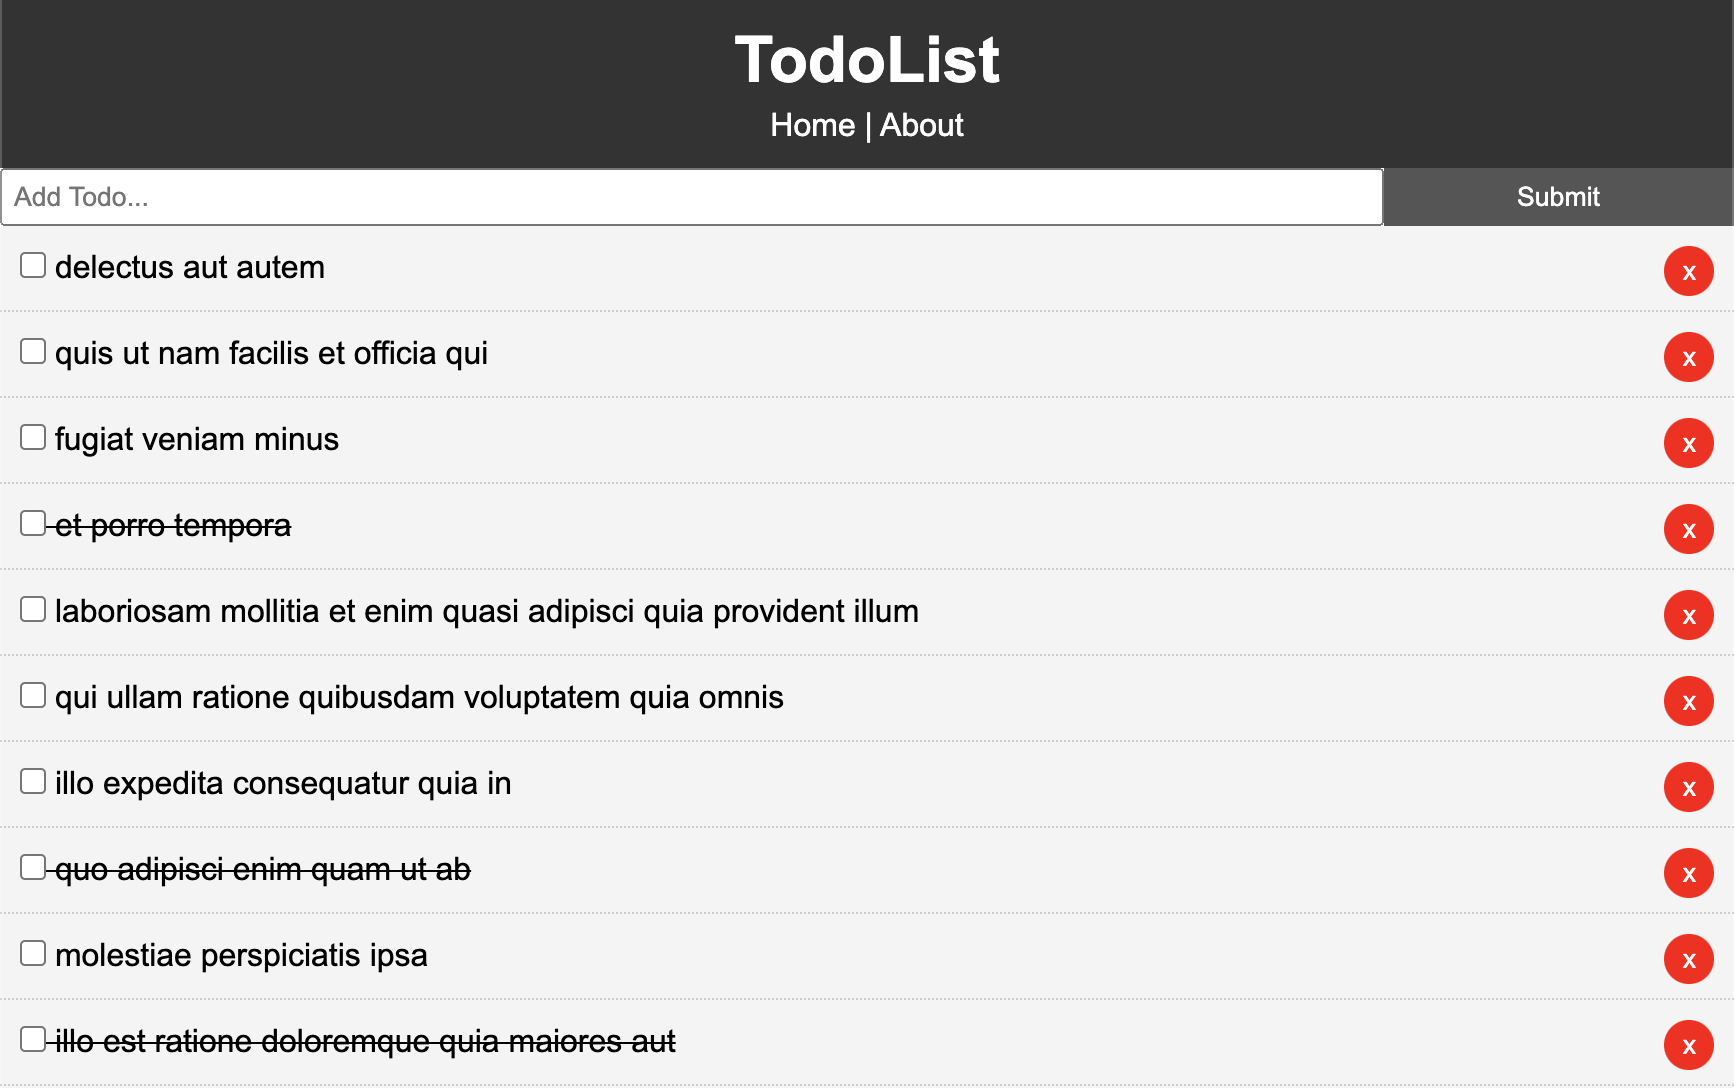 TodoList
Home | About
Add Todo...
Submit
delectus aut autem
x
quis ut nam facilis et officia qui
x
fugiat veniam minus
x
et porro tempora
x
laboriosam mollitia et enim quasi adipisci quia provident illum
x
qui ullam ratione quibusdam voluptatem quia omnis
x
illo expedita consequatur quia in
x
quo adipisci enim quam ut ab
x
molestiae perspiciatis ipsa
x
illo est ratione doloremque quia maiores aut
x